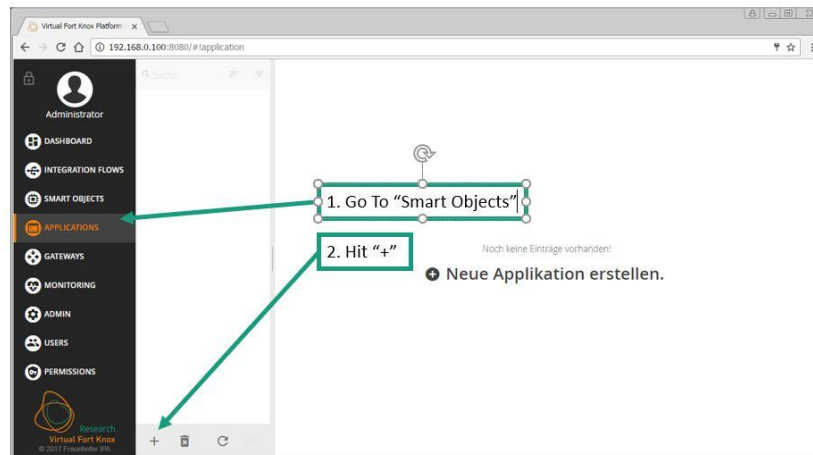 Virtual Fort Knox Platform
192.168.0.100:8080/#!application
Suche
Administrator
DASHBOARD
INTEGRATION FLOWS
SMART OBJECTS
APPLICATIONS
GATEWAYS
MONITORING
ADMIN
USERS
PERMISSIONS
Research
Virtual Fort Knox
© 2017 Fraunhofer IPA
1. Go To “Smart Objects”
2. Hit “+”
Noch keine Einträge vorhanden!
Neue Applikation erstellen.